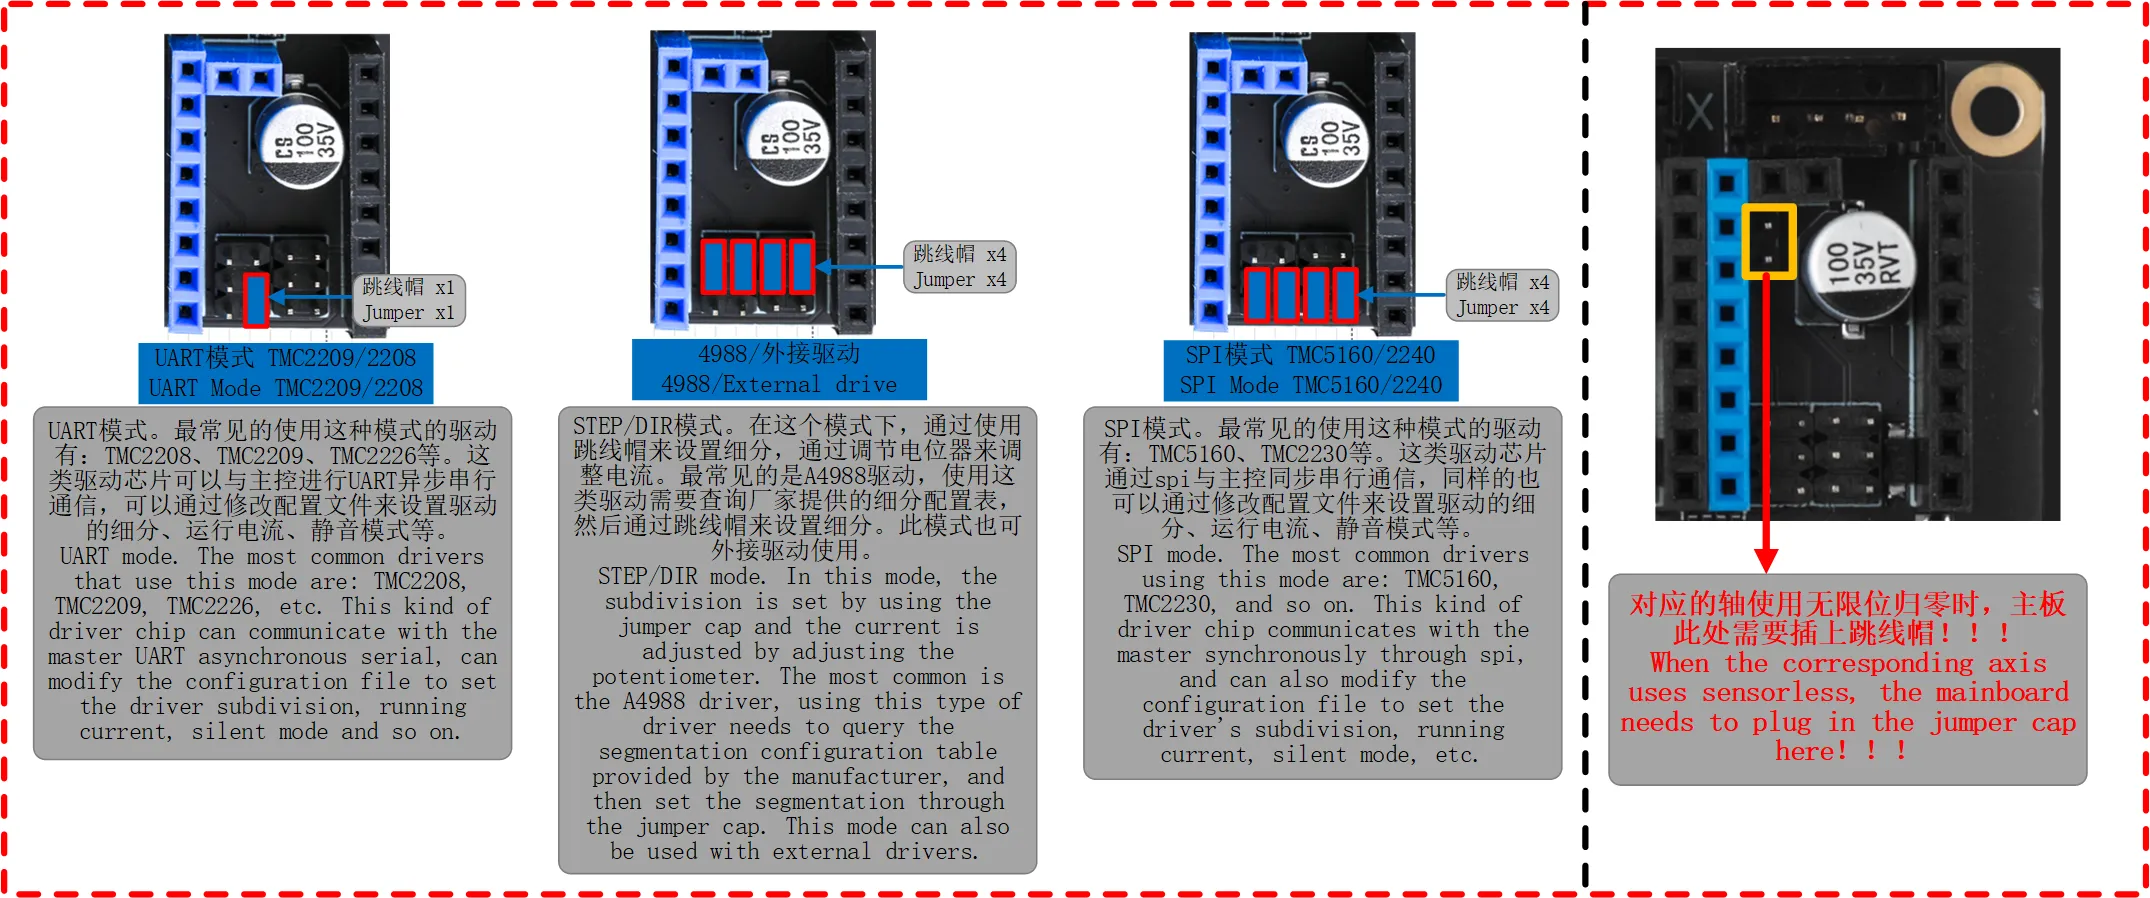 CS
100
35V
跳线帽 x1
Jumper x1
UART模式 TMC2209/2208
UART Mode TMC2209/2208
UART模式。最常见的使用这种模式的驱动
有：TMC2208、TMC2209、TMC2226等。这
类驱动芯片可以与主控进行UART异步串行
通信，可以通过修改配置文件来设置驱动
的细分、运行电流、静音模式等。
UART mode. The most common drivers
that use this mode are: TMC2208,
TMC2209, TMC2226, etc. This kind of
driver chip can communicate with the
master UART asynchronous serial, can
modify the configuration file to set
the driver subdivision, running
current, silent mode and so on.
CS
100
35V
跳线帽 x4
Jumper x4
4988/外接驱动
4988/External drive
STEP/DIR模式。在这个模式下，通过使用
跳线帽来设置细分，通过调节电位器来调
整电流。最常见的是A4988驱动，使用这
类驱动需要查询厂家提供的细分配置表，
然后通过跳线帽来设置细分。此模式也可
外接驱动使用。
STEP/DIR mode. In this mode, the
subdivision is set by using the
jumper cap and the current is
adjusted by adjusting the
potentiometer. The most common is
the A4988 driver, using this type of
driver needs to query the
segmentation configuration table
provided by the manufacturer, and
then set the segmentation through
the jumper cap. This mode can also
be used with external drivers.
CS
100
35V
跳线帽 x4
Jumper x4
SPI模式 TMC5160/2240
SPI Mode TMC5160/2240
SPI模式。最常见的使用这种模式的驱动
有：TMC5160、TMC2230等。这类驱动芯片
通过spi与主控同步串行通信，同样的也
可以通过修改配置文件来设置驱动的细
分、运行电流、静音模式等。
SPI mode. The most common drivers
using this mode are: TMC5160,
TMC2230, and so on. This kind of
driver chip communicates with the
master synchronously through spi,
and can also modify the
configuration file to set the
driver's subdivision, running
current, silent mode, etc.
X
100
35V
RVT
对应的轴使用无限位归零时，主板
此处需要插上跳线帽！！！
When the corresponding axis
uses sensorless, the mainboard
needs to plug in the jumper cap
here！！！